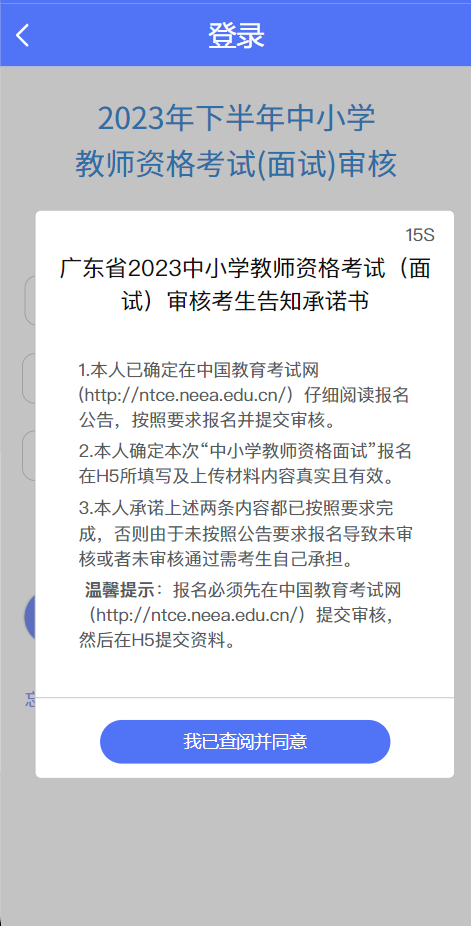 登录
2023年下半年中小学
教师资格考试(面试)审核
15S
广东省2023中小学教师资格考试（面
试）审核考生告知承诺书
1.本人已确定在中国教育考试网
(http://ntce.neea.edu.cn/）仔细阅读报名
公告，按照要求报名并提交审核。
2.本人确定本次“中小学教师资格面试”报名
在H5所填写及上传材料内容真实且有效。
3.本人承诺上述两条内容都已按照要求完
成，否则由于未按照公告要求报名导致未审
核或者未审核通过需考生自己承担。
温馨提示：报名必须先在中国教育考试网
（http://ntce.neea.edu.cn/）提交审核，
然后在H5提交资料。
我已查阅并同意